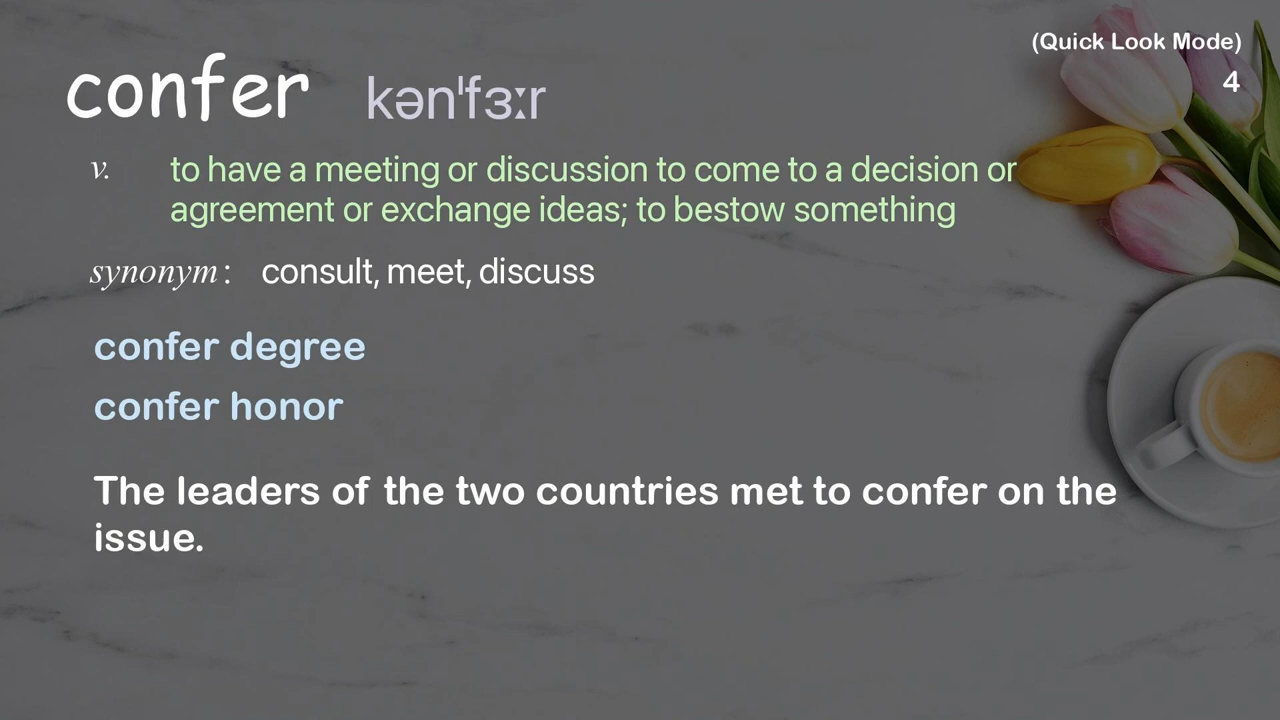 (Quick Look Mode)
confer kənˈfɜːr
4
v. to have a meeting or discussion to come to a decision or
agreement or exchange ideas; to bestow something
synonym: consult, meet, discuss
confer degree
confer honor
The leaders of the two countries met to confer on the
issue.